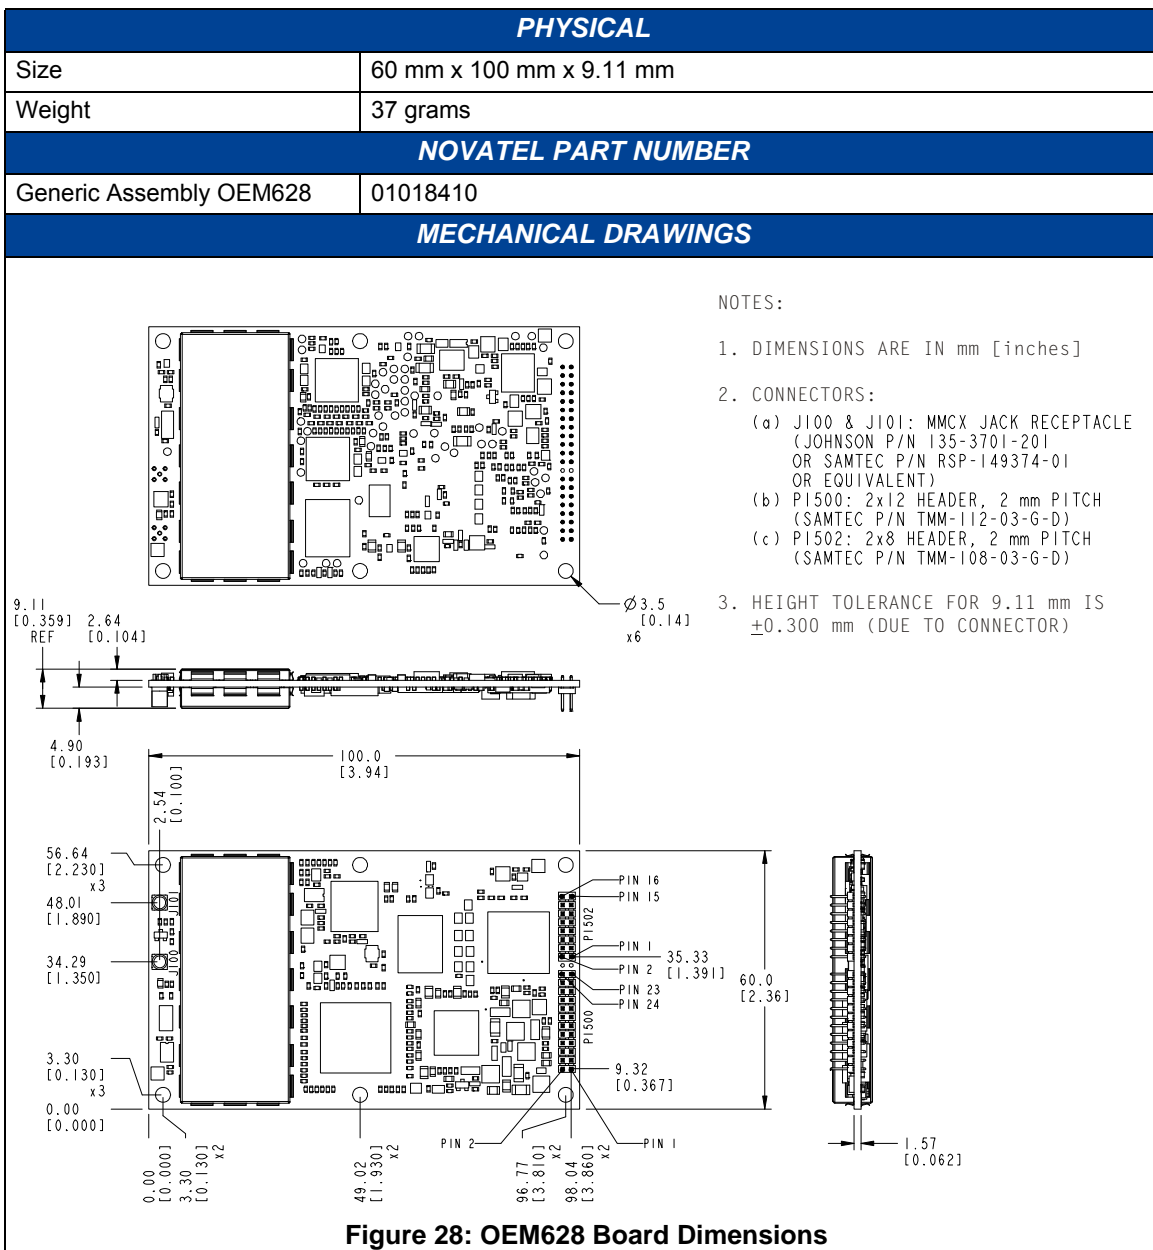 PHYSICAL
Size 60 mm x 100 mm x 9.11 mm
Weight 37 grams
NOVATEL PART NUMBER
Generic Assembly OEM628 01018410
MECHANICAL DRAWINGS
NOTES:
1. DIMENSIONS ARE IN mm [inches]
2. CONNECTORS:
(a) J100 & J101: MMCX JACK RECEPTACLE
(JOHNSON P/N 135-3701-201
OR SAMTEC P/N RSP-149374-01
OR EQUIVALENT)
(b) P1500: 2x12 HEADER, 2 mm PITCH
(SAMTEC P/N TMM-112-03-G-D)
(c) P1502: 2x8 HEADER, 2 mm PITCH
(SAMTEC P/N TMM-108-03-G-D)
3. HEIGHT TOLERANCE FOR 9.11 mm IS
±0.300 mm (DUE TO CONNECTOR)
Ø3.5
[0.14]
x6
9.11
[0.359]
REF
2.64
[0.104]
4.90
[0.193]
100.0
[3.94]
2.54
[0.100]
56.64
[2.230]
x3
48.01
[1.890]
34.29
[1.350]
3.30
[0.130]
x3
0.00
[0.000]
J101
J100
PIN 16
PIN 15
P1502
PIN 1
PIN 2
35.33
[1.391]
PIN 23
PIN 24
P1500
9.32
[0.367]
60.0
[2.36]
PIN 2
PIN 1
0.00
[0.000]
3.30
[0.130]
x2
49.02
[1.930]
x2
96.77
[3.810]
x2
98.04
[3.860]
x2
1.57
[0.062]
Figure 28: OEM628 Board Dimensions